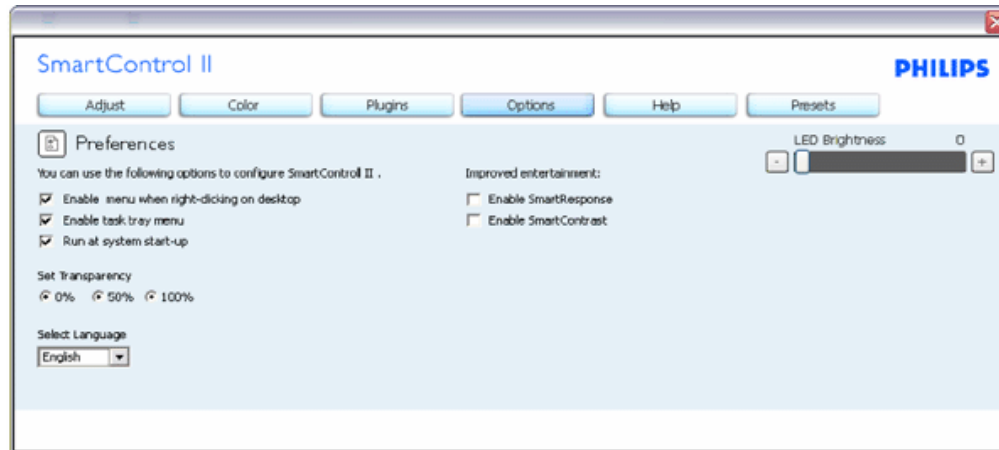 SmartControl II
PHILIPS
Adjust Color Plugins Options Help Presets
Preferences
LED Brightness 0
- +
You can use the following options to configure SmartControl II .
Improved entertainment:
Enable menu when right-clicking on desktop
Enable SmartResponse
Enable task tray menu
Enable SmartContrast
Run at system start-up
Set Transparency
0% 50% 100%
Select Language
English